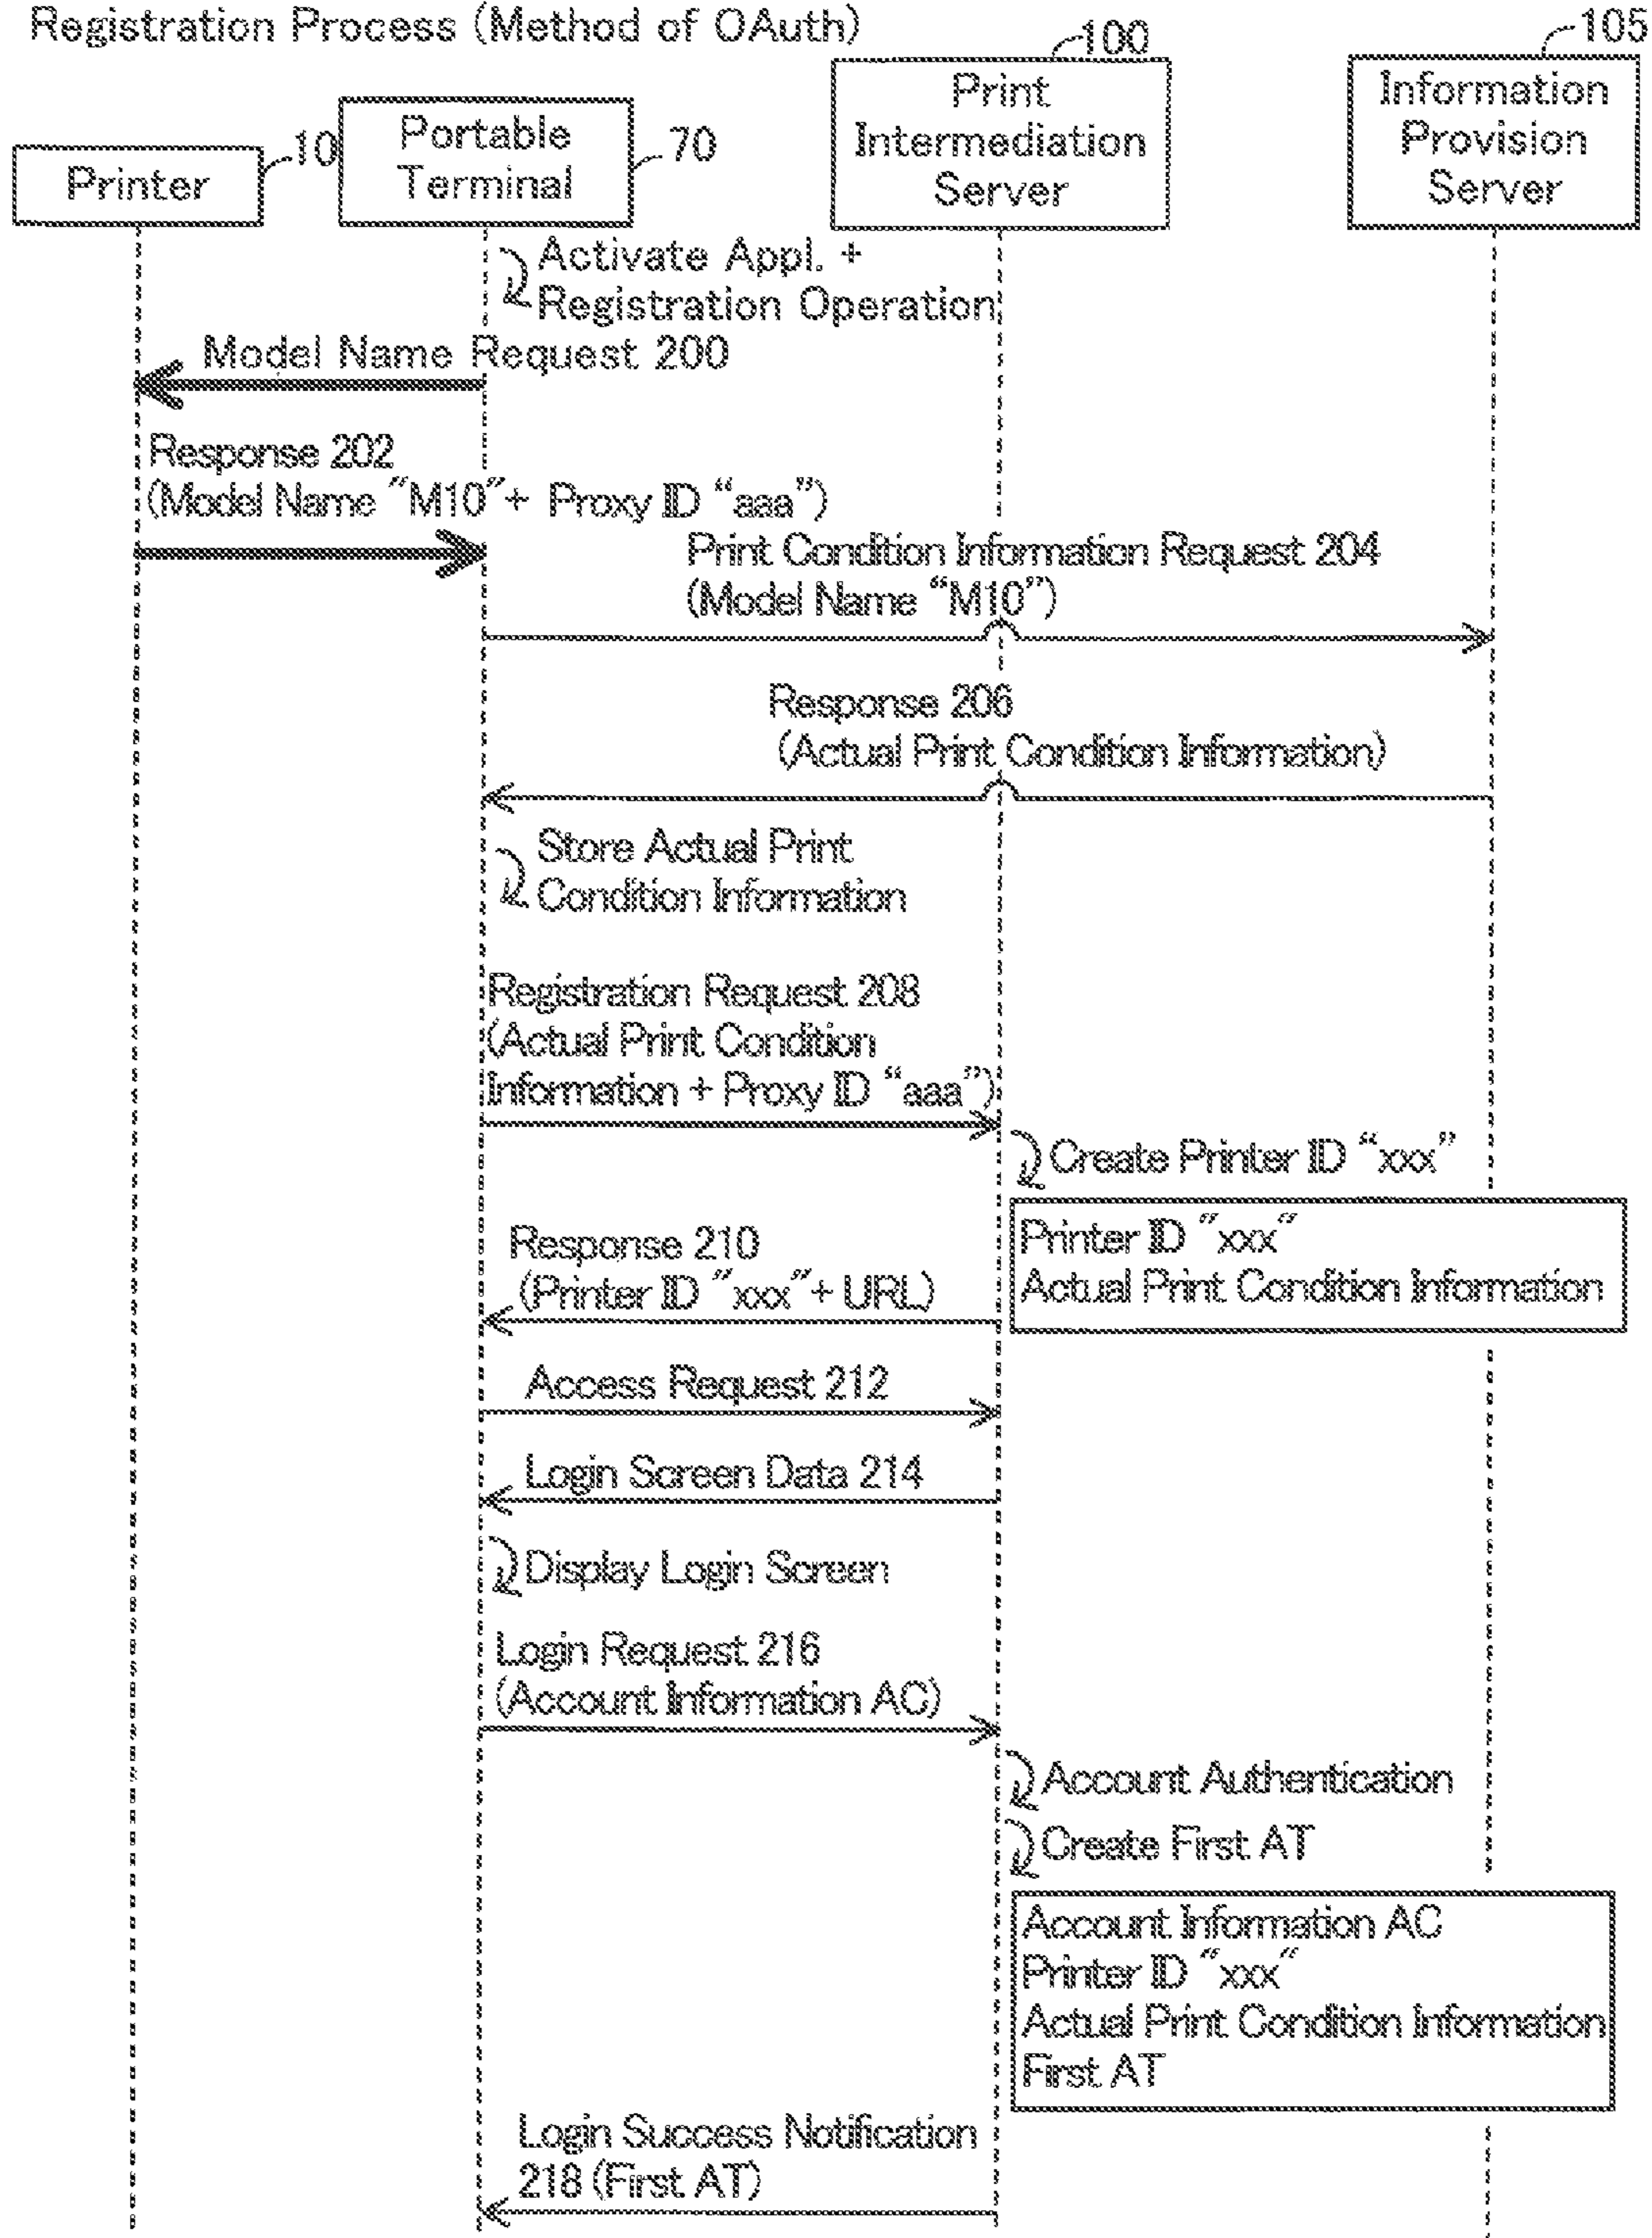 Registration Process (Method of OAuth)
100
105
10
70
Printer
Portable
Terminal
Print
Intermediation
Server
Information
Provision
Server
Activate Appl. +
Registration Operation
Model Name Request 200
Response 202
(Model Name "M10"+ Proxy ID “aaa”)
Print Condition Information Request 204
(Model Name “M10”)
Response 206
(Actual Print Condition Information)
Store Actual Print
Condition Information
Registration Request 208
(Actual Print Condition
Information + Proxy ID “aaa”)
Create Printer ID “xxx”
Printer ID "xxx"
Actual Print Condition Information
Response 210
(Printer ID "xxx"+ URL)
Access Request 212
Login Screen Data 214
Display Login Screen
Login Request 216
(Account Information AC)
Account Authentication
Create First AT
Account Information AC
Printer ID “xxx“
Actual Print Condition Information
First AT
Login Success Notification
218 (First AT)